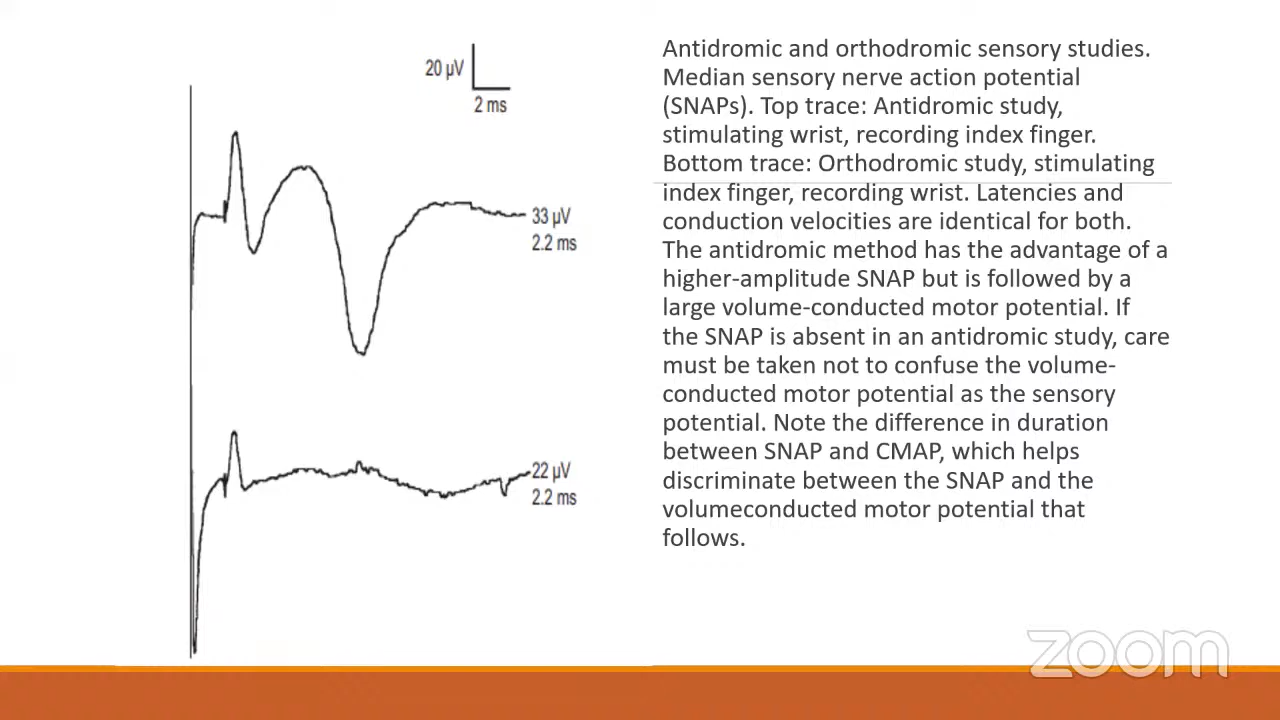 20 µV
2 ms
33 µV
2.2 ms
22 µV
2.2 ms
Antidromic and orthodromic sensory studies.
Median sensory nerve action potential
(SNAPs). Top trace: Antidromic study,
stimulating wrist, recording index finger.
Bottom trace: Orthodromic study, stimulating
index finger, recording wrist. Latencies and
conduction velocities are identical for both.
The antidromic method has the advantage of a
higher-amplitude SNAP but is followed by a
large volume-conducted motor potential. If
the SNAP is absent in an antidromic study, care
must be taken not to confuse the volume-
conducted motor potential as the sensory
potential. Note the difference in duration
between SNAP and CMAP, which helps
discriminate between the SNAP and the
volumeconducted motor potential that
follows.
zoom